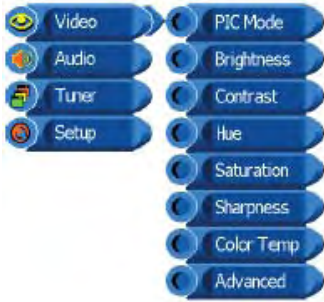 Video
Audio
Tuner
Setup
PIC Mode
Brightness
Contrast
Hue
Saturation
Sharpness
Color Temp
Advanced